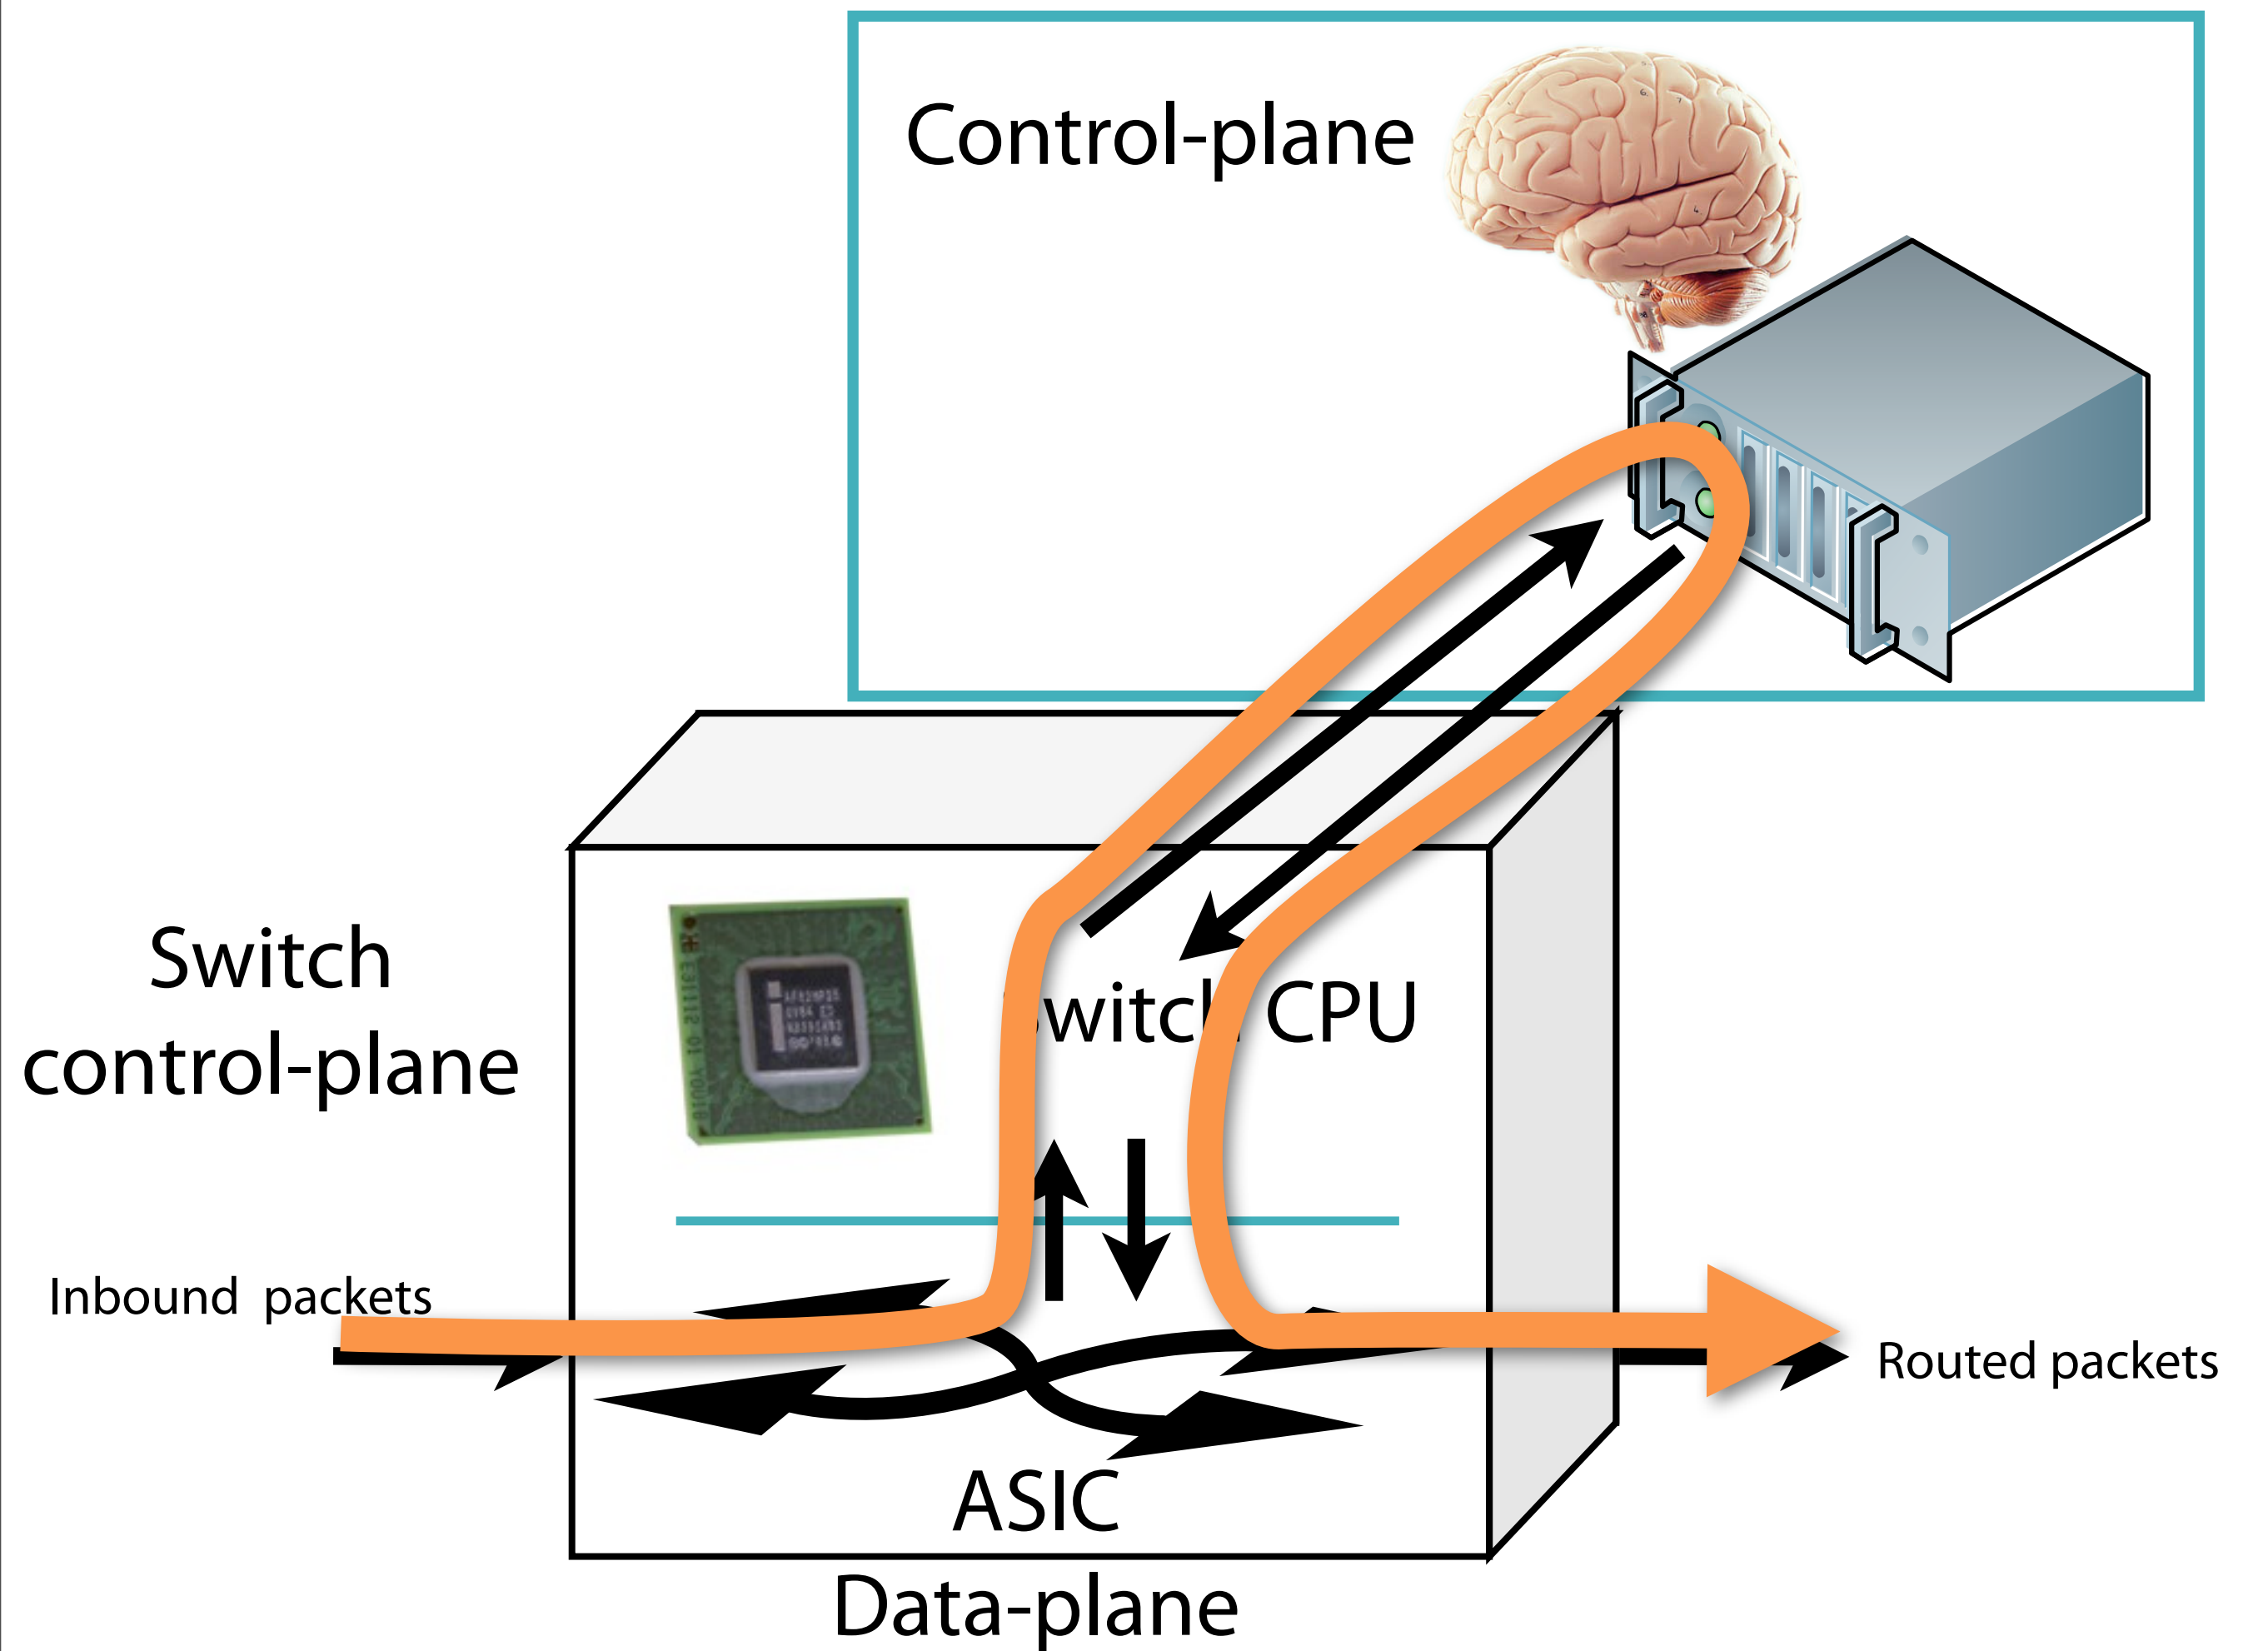 Control-plane
Switch
control-plane
Switch CPU
Inbound packets
Routed packets
ASIC
Data-plane